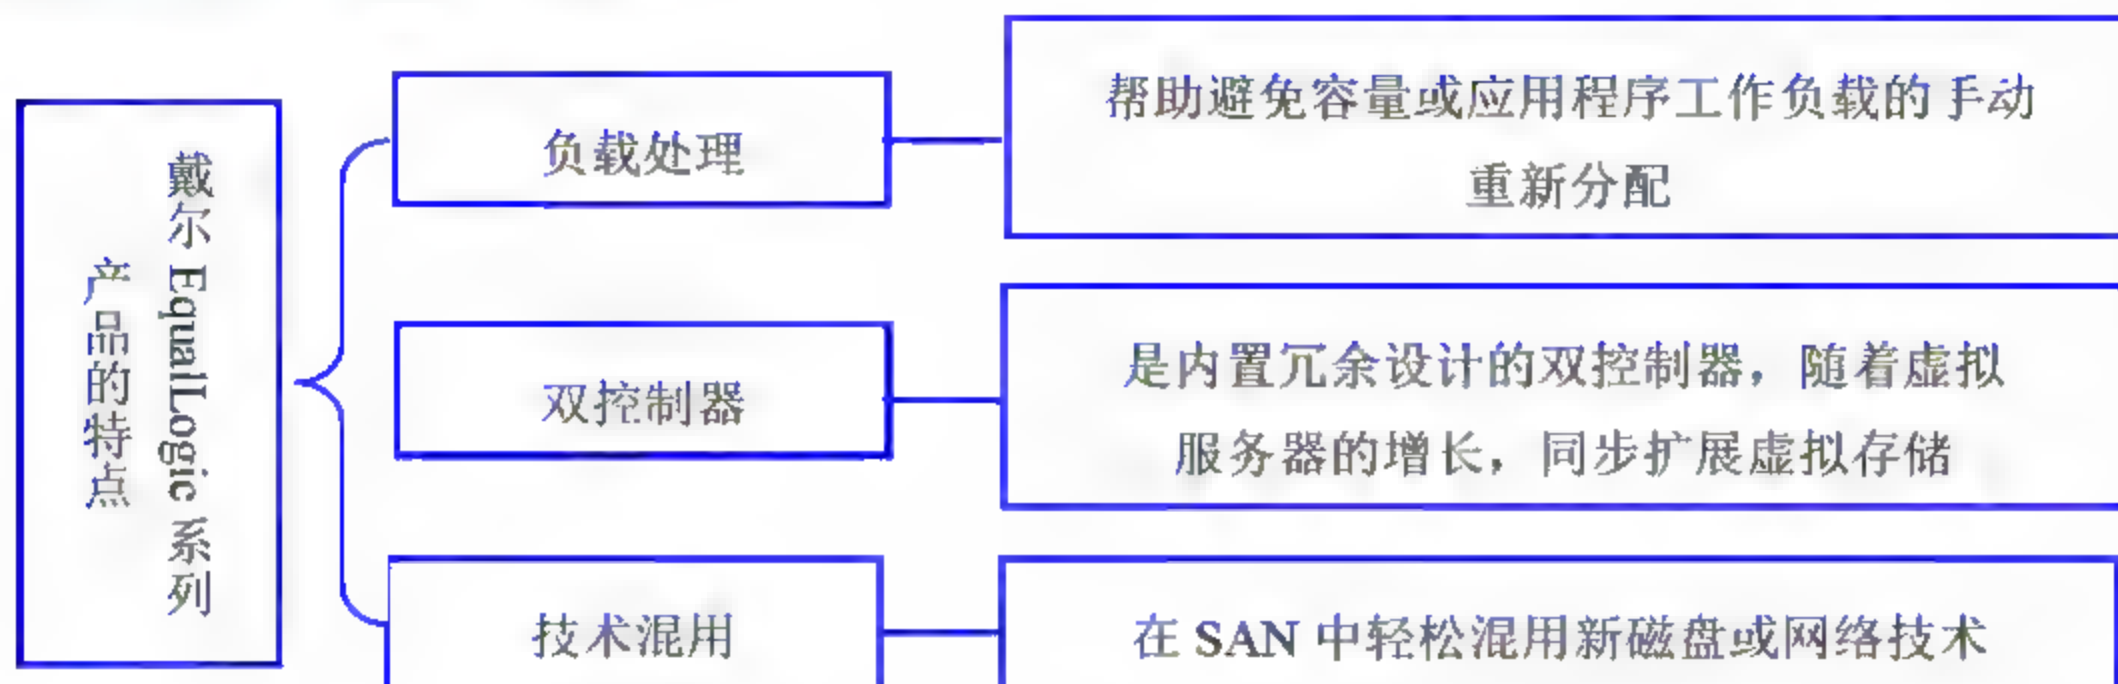 戴尔 EqualLogic 系列
产品的特点
负载处理
帮助避免容量或应用程序工作负载的手动
重新分配
双控制器
是内置冗余设计的双控制器，随着虚拟
服务器的增长，同步扩展虚拟存储
技术混用
在 SAN 中轻松混用新磁盘或网络技术